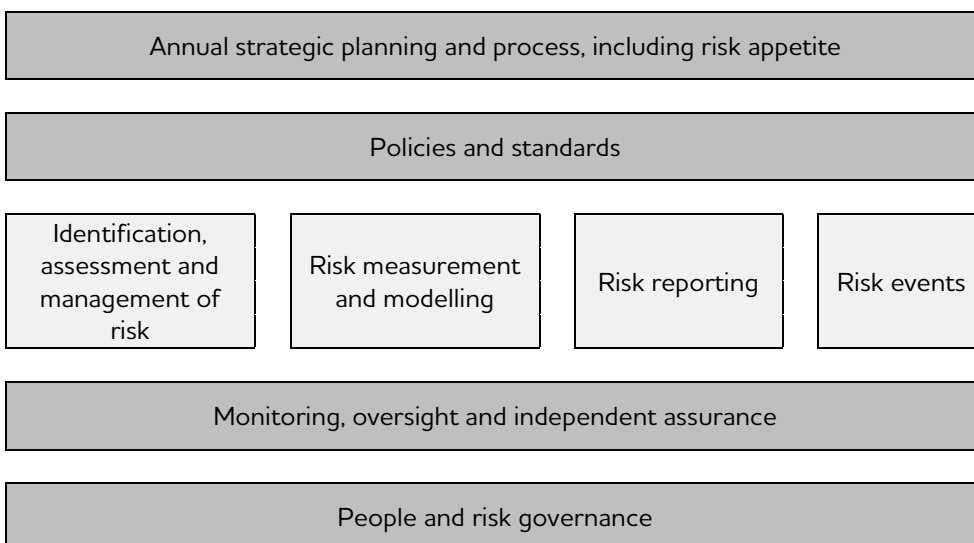 Annual strategic planning and process, including risk appetite
Policies and standards
Identification,
assessment and
management of
risk
Risk measurement
and modelling
Risk reporting
Risk events
Monitoring, oversight and independent assurance
People and risk governance